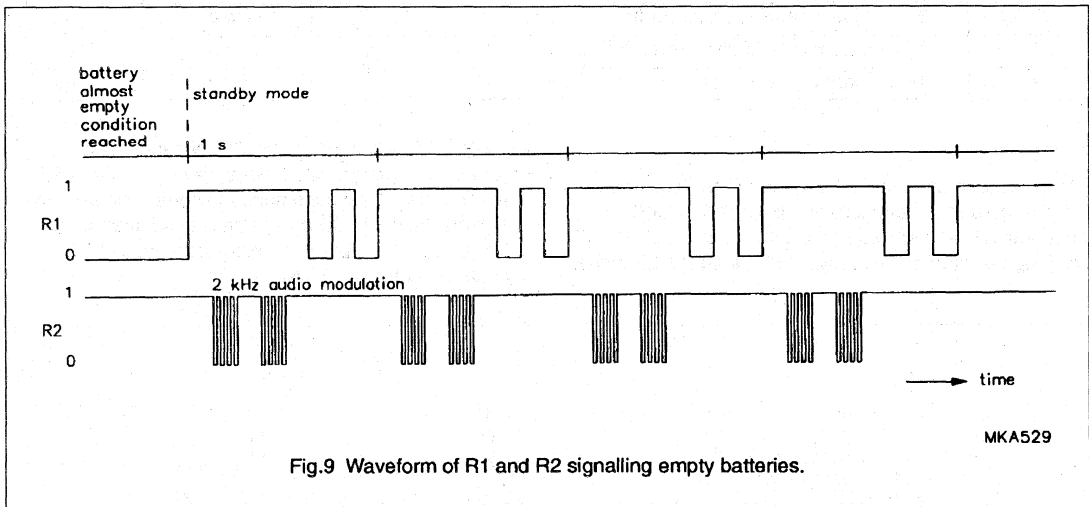 battery
almost
empty
condition
reached
standby mode
1 s
1
R1
0
2 kHz audio modulation
1
R2
0
time
MKA529
Fig.9 Waveform of R1 and R2 signalling empty batteries.